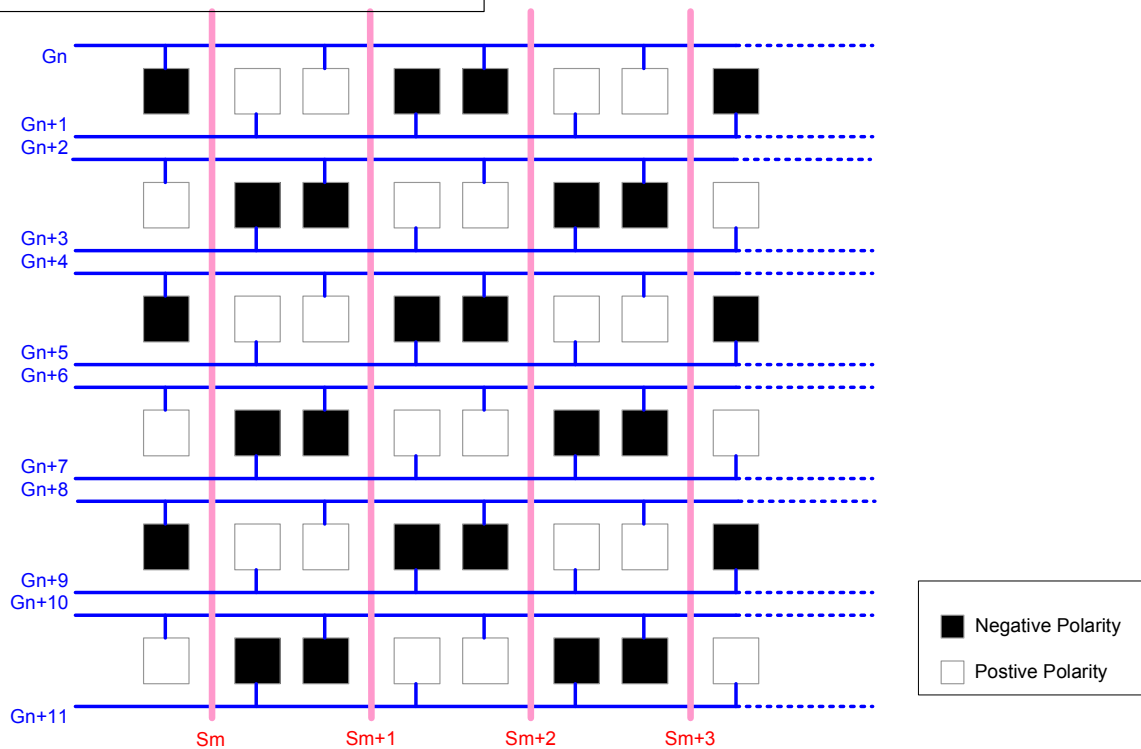 Gn
Gn+1
Gn+2
Gn+3
Gn+4
Gn+5
Gn+6
Gn+7
Gn+8
Gn+9
Gn+10
Gn+11
Sm Sm+1 Sm+2 Sm+3
Negative Polarity
Postive Polarity